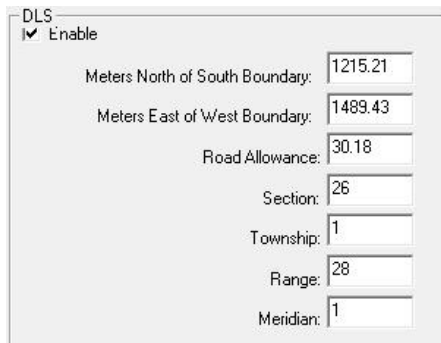 DLS
Enable
Meters North of South Boundary: 1215.21
Meters East of West Boundary: 1489.43
Road Allowance: 30.18
Section: 26
Township: 1
Range: 28
Meridian: 1